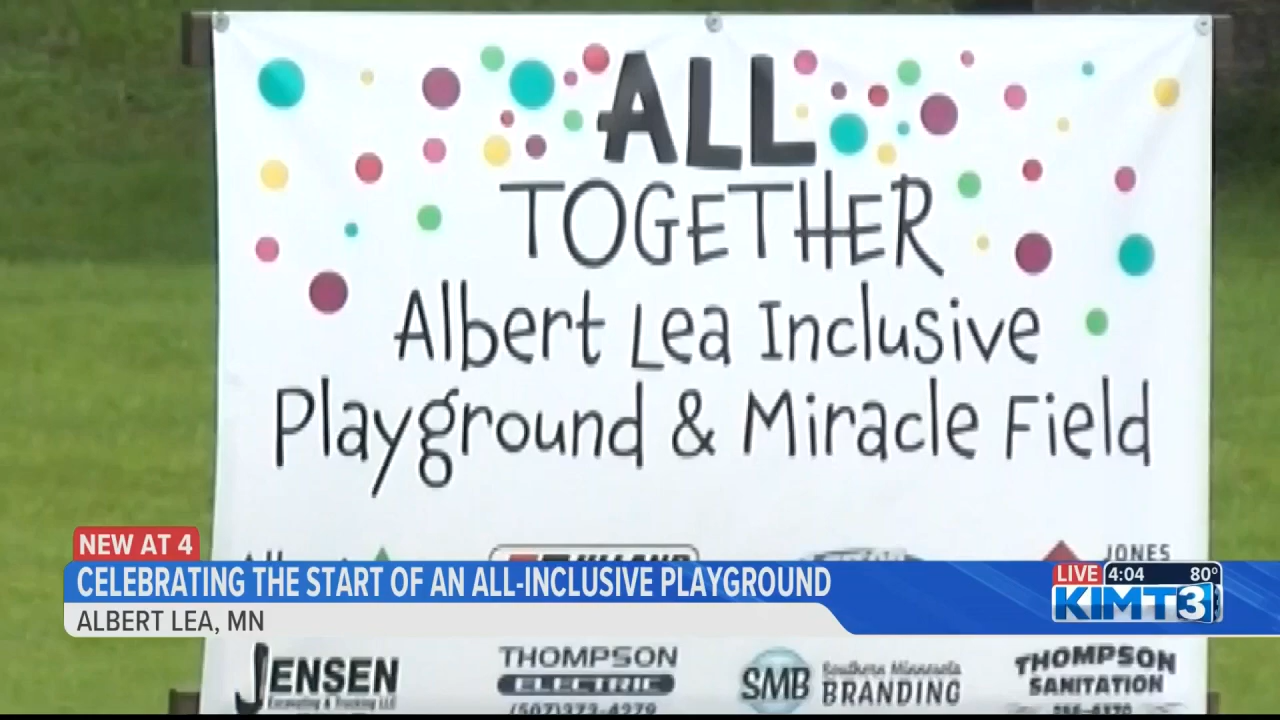 ALL
TOGETHER
Albert Lea Inclusive
Playground & Miracle Field
JONES
NEW AT 4
CELEBRATING THE START OF AN ALL-INCLUSIVE PLAYGROUND
ALBERT LEA, MN
LIVE 4:04 80°
KIMT 3
JENSEN
Excavating & Trucking LLC
THOMPSON
ELECTRIC
(507)373-4279
SMB Southern Minnesota
BRANDING
THOMPSON
SANITATION